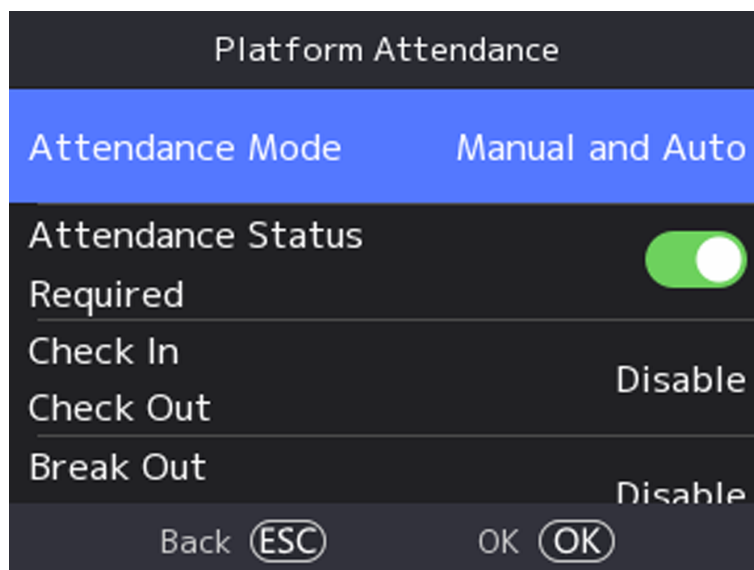 Platform Attendance
Attendance Mode Manual and Auto
Attendance Status
Required
Check In
Disable
Check Out
Break Out
Disable
Back ESC OK OK